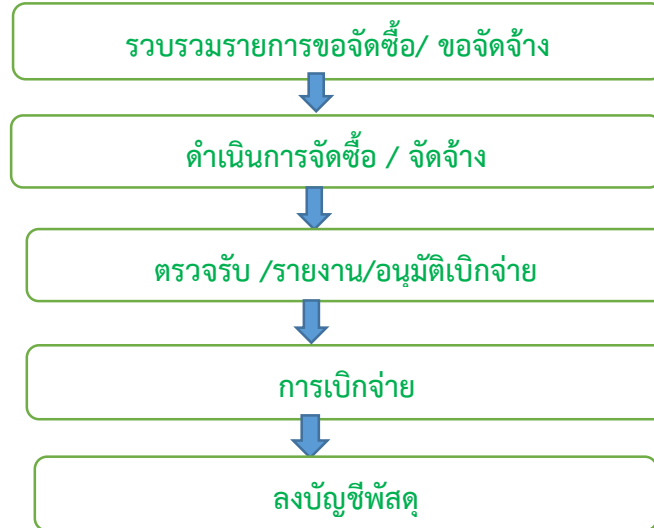 รวบรวมรายการขอจัดซื้อ/ ขอจัดจ้าง
ดำเนินการจัดซื้อ / จัดจ้าง
ตรวจรับ /รายงาน/อนุมัติเบิกจ่าย
การเบิกจ่าย
ลงบัญชีพัสดุ